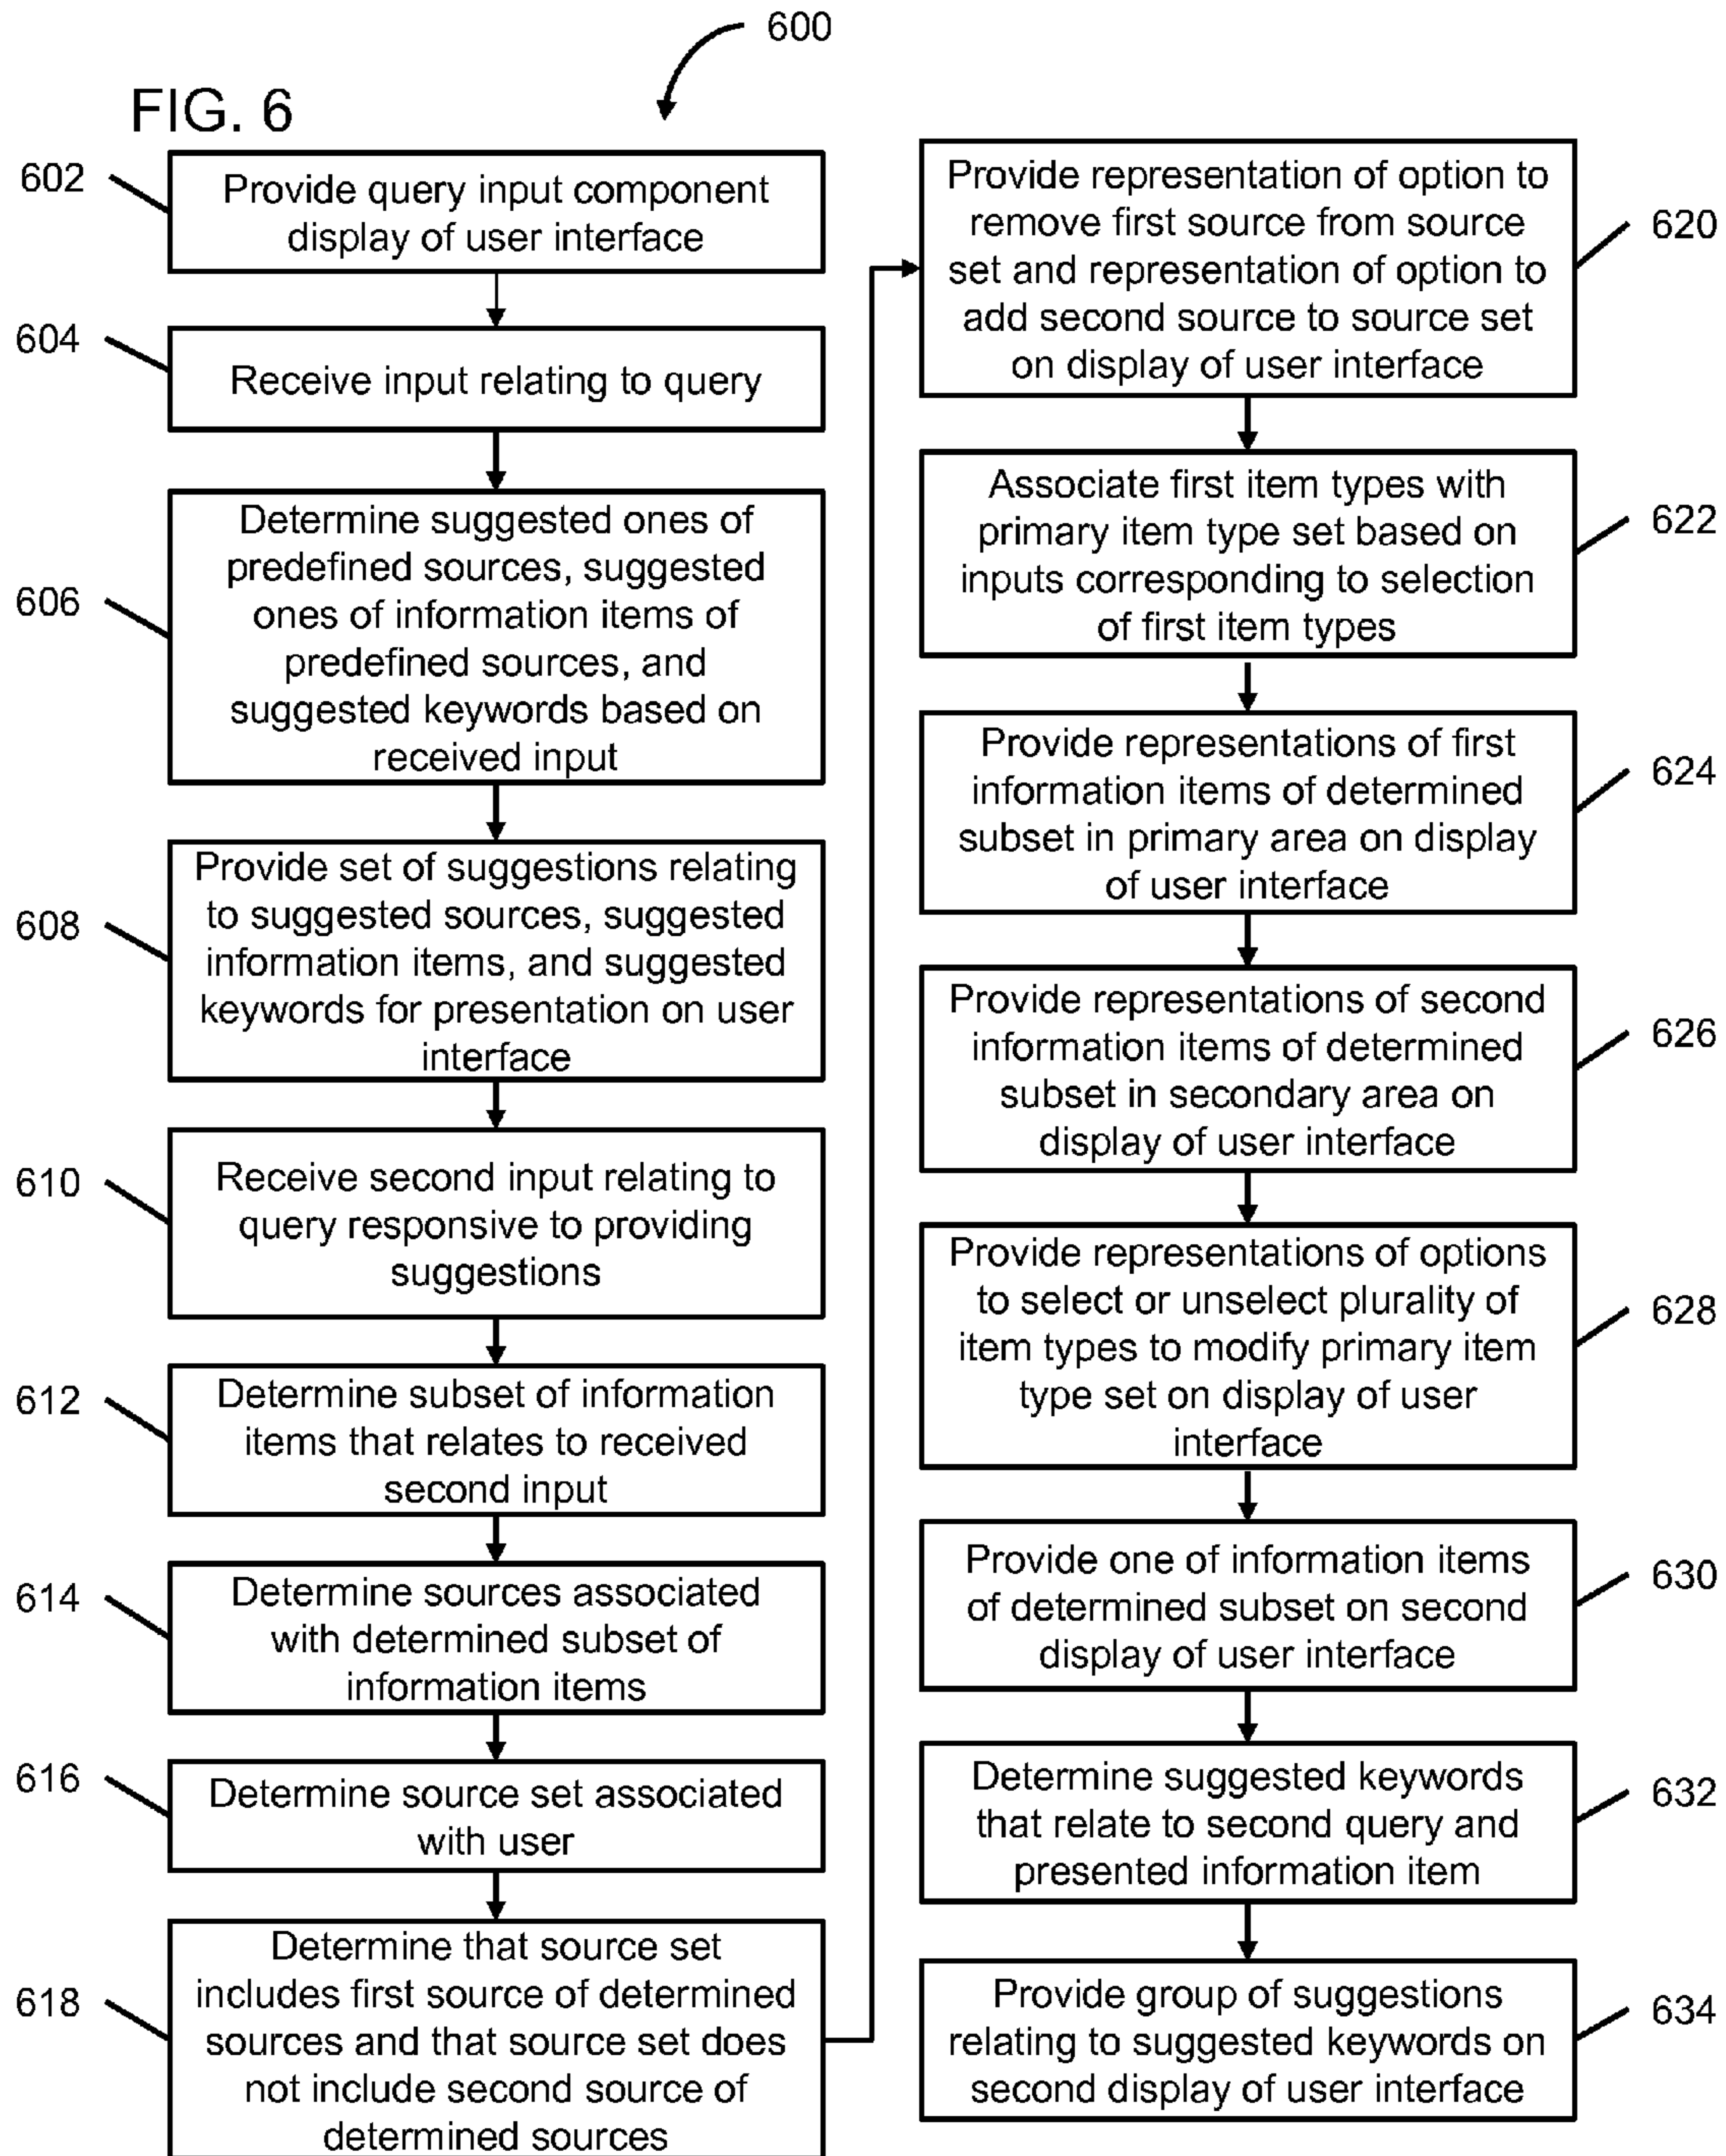 600
FIG. 6
602
Provide query input component
display of user interface
604
Receive input relating to query
606
Determine suggested ones of
predefined sources, suggested
ones of information items of
predefined sources, and
suggested keywords based on
received input
608
Provide set of suggestions relating
to suggested sources, suggested
information items, and suggested
keywords for presentation on user
interface
610
Receive second input relating to
query responsive to providing
suggestions
612
Determine subset of information
items that relates to received
second input
614
Determine sources associated
with determined subset of
information items
616
Determine source set associated
with user
618
Determine that source set
includes first source of determined
sources and that source set does
not include second source of
determined sources
Provide representation of option to
remove first source from source
set and representation of option to
add second source to source set
on display of user interface
620
Associate first item types with
primary item type set based on
inputs corresponding to selection
of first item types
622
Provide representations of first
information items of determined
subset in primary area on display
of user interface
624
Provide representations of second
information items of determined
subset in secondary area on
display of user interface
626
Provide representations of options
to select or unselect plurality of
item types to modify primary item
type set on display of user
interface
628
Provide one of information items
of determined subset on second
display of user interface
630
Determine suggested keywords
that relate to second query and
presented information item
632
Provide group of suggestions
relating to suggested keywords on
second display of user interface
634